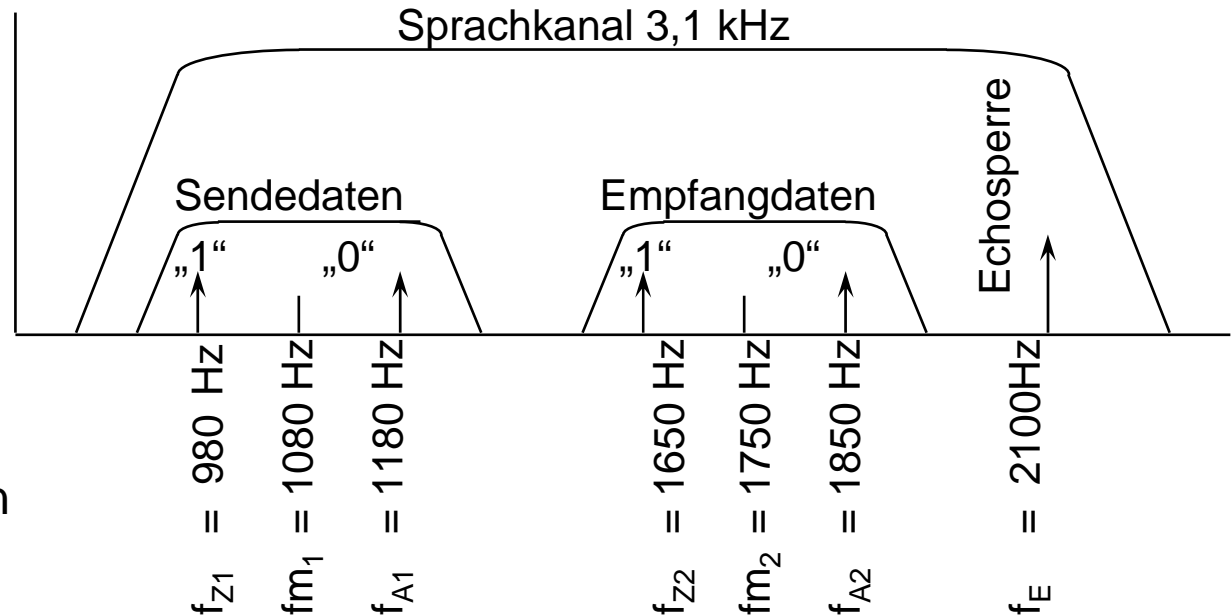 Sprachkanal 3,1 kHz
Echosperre
Sendedaten
Empfangdaten
„1“
„0“
„1“
„0“
f_Z1 = 980 Hz
fm_1 = 1080 Hz
f_A1 = 1180 Hz
f_Z2 = 1650 Hz
fm_2 = 1750 Hz
f_A2 = 1850 Hz
f_E = 2100Hz
n